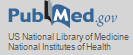 PubMed.gov
US National Library of Medicine
National Institutes of Health